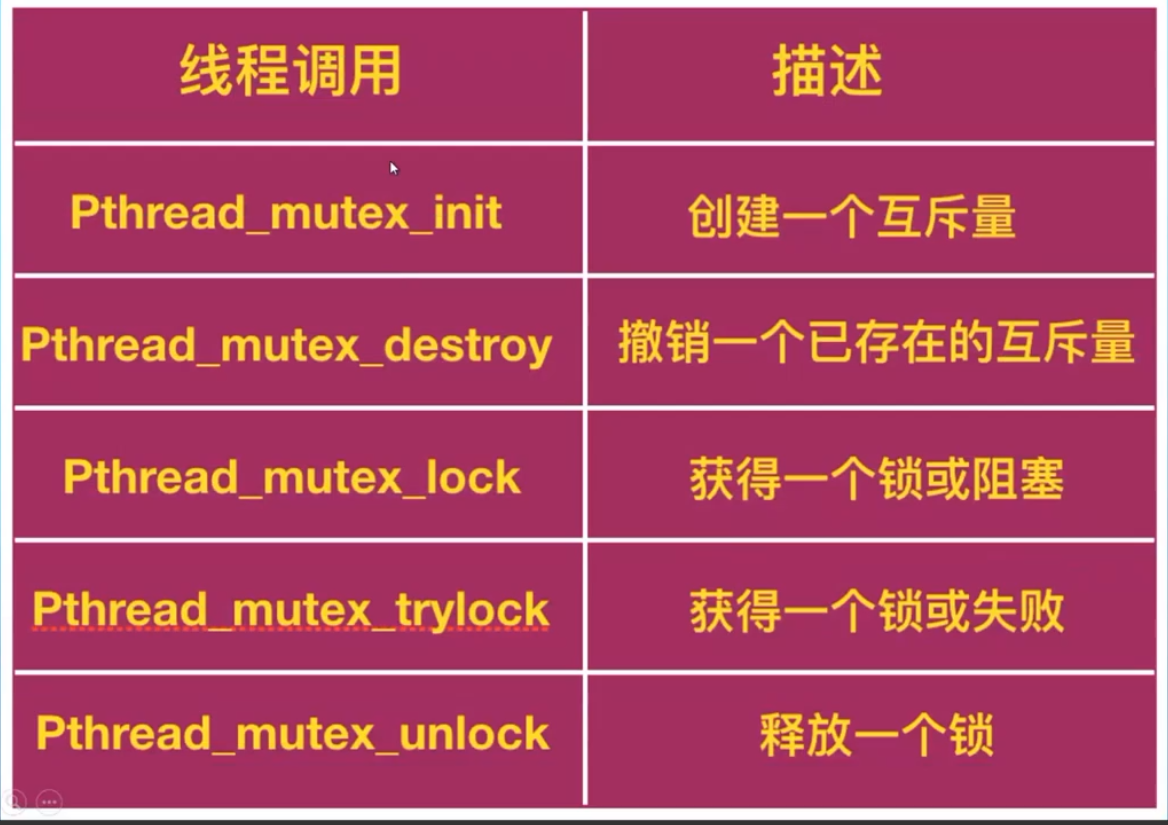 线程调用 描述
Pthread_mutex_init 创建一个互斥量
Pthread_mutex_destroy 撤销一个已存在的互斥量
Pthread_mutex_lock 获得一个锁或阻塞
Pthread_mutex_trylock 获得一个锁或失败
Pthread_mutex_unlock 释放一个锁